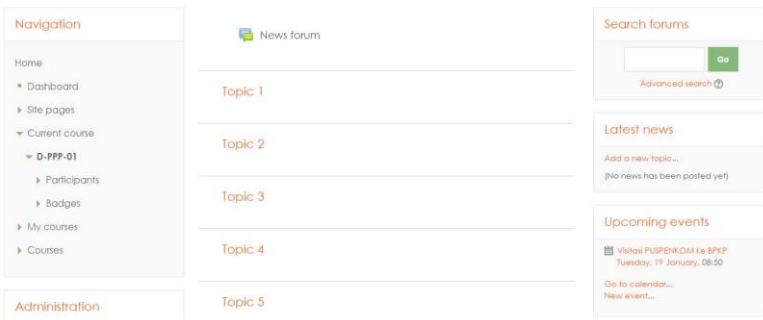 Navigation
Home
Dashboard
Site pages
Current course
D-PPP-01
Participants
Badges
My courses
Courses
Administration
News forum
Topic 1
Topic 2
Topic 3
Topic 4
Topic 5
Search forums
Go
Advanced search
Latest news
Add a new topic...
(No news has been posted yet)
Upcoming events
Visitasi PUSPENKOM ke BPKP
Tuesday, 19 January, 08:50
Go to calendar...
New event...